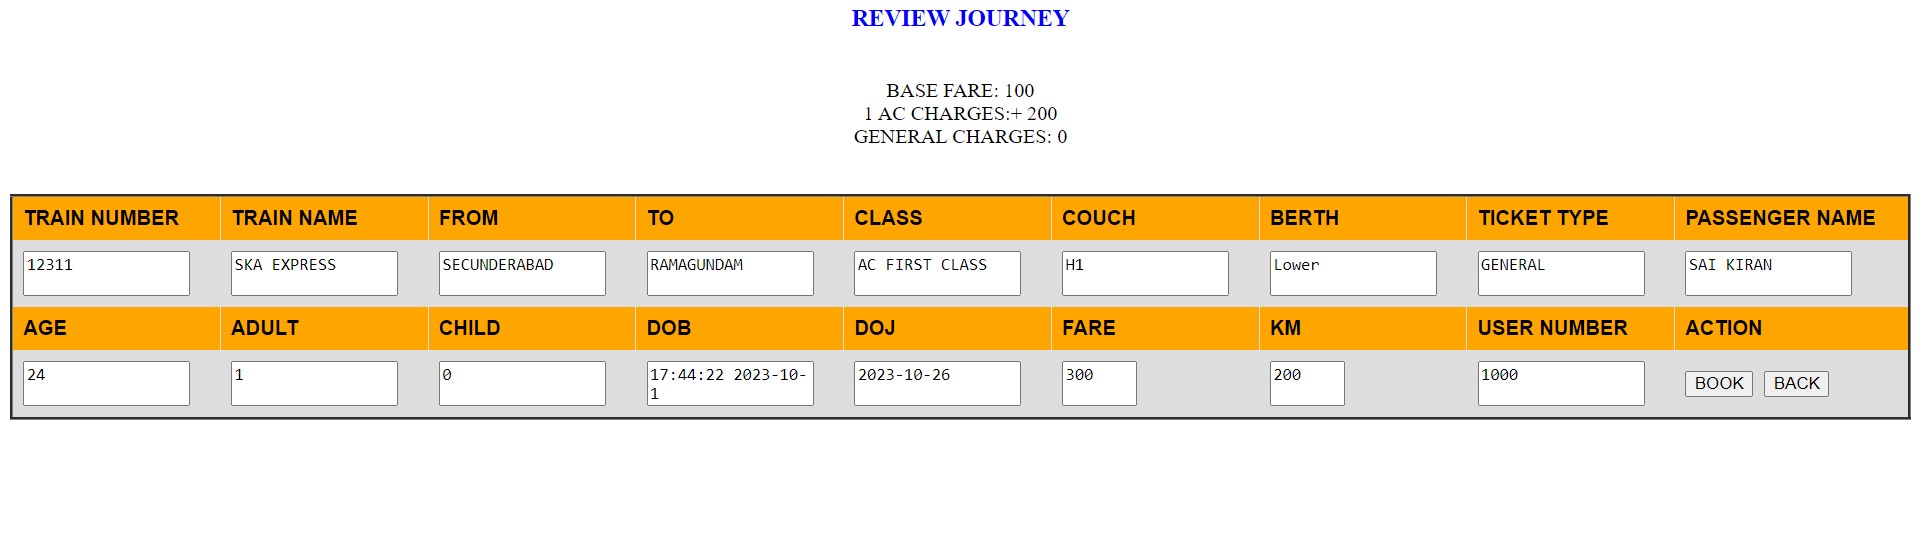 REVIEW JOURNEY
BASE FARE: 100
1 AC CHARGES:+ 200
GENERAL CHARGES: 0
TRAIN NUMBER TRAIN NAME FROM TO CLASS COUCH BERTH TICKET TYPE PASSENGER NAME
12311 SKA EXPRESS SECUNDERABAD RAMAGUNDAM AC FIRST CLASS H1 Lower GENERAL SAI KIRAN
AGE ADULT CHILD DOB DOJ FARE KM USER NUMBER ACTION
24 1 0 17:44:22 2023-10-
1 2023-10-26 300 200 1000 BOOK BACK